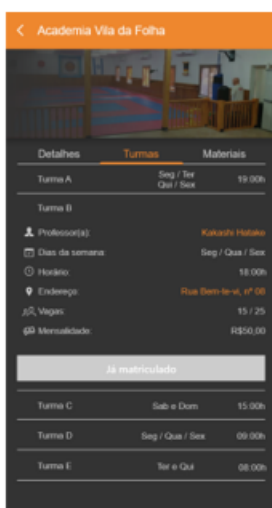 Academia Vila da Folha
Detalhes Turmas Materiais
Turma A Seg / Ter Qui / Sex 19:00h
Turma B
Professor(a): Kakashi Hatake
Dias da semana: Seg / Qua / Sex
Horário: 18:00h
Endereço: Rua Bem-te-vi, nº 08
Vagas: 15 / 25
Mensalidade: R$50,00
Já matriculado
Turma C Sab e Dom 15:00h
Turma D Seg / Qua / Sex 09:00h
Turma E Ter e Qui 08:00h